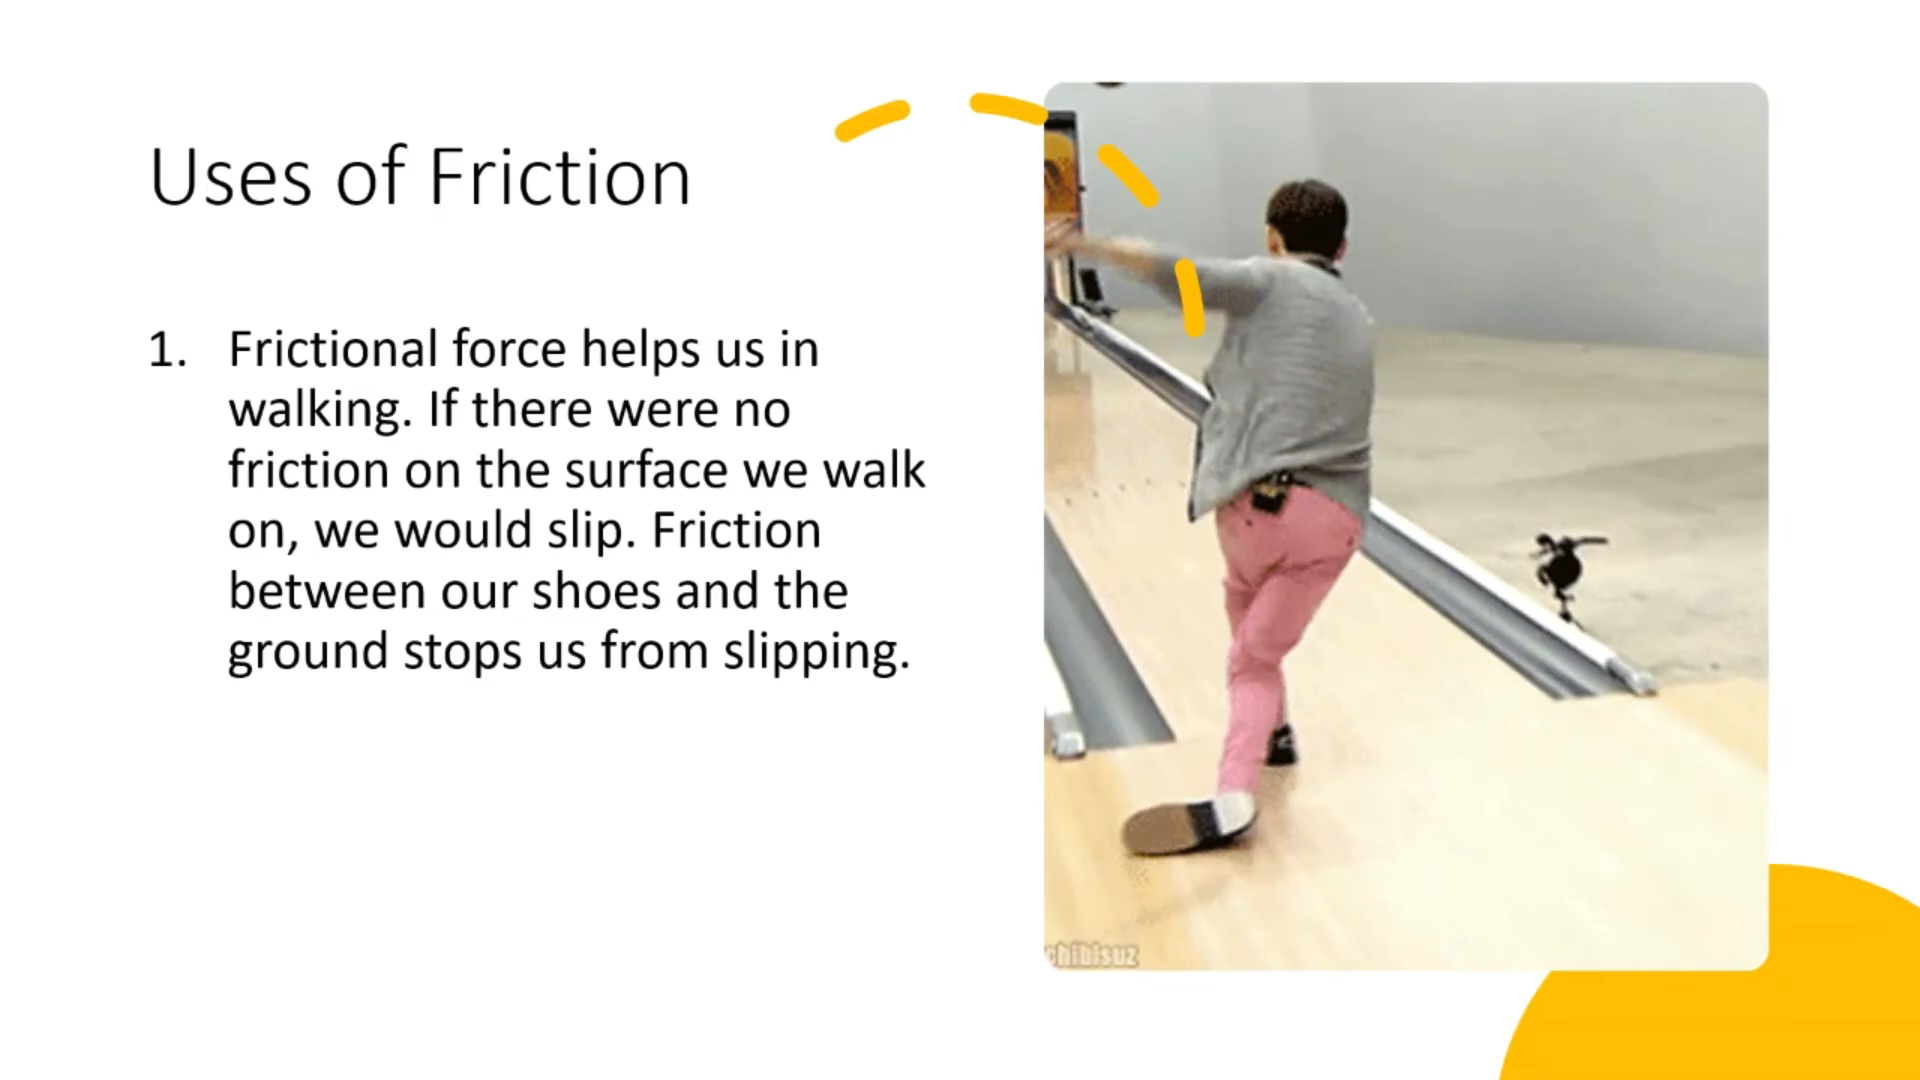 Uses of Friction
1. Frictional force helps us in
walking. If there were no
friction on the surface we walk
on, we would slip. Friction
between our shoes and the
ground stops us from slipping.
chibisuz